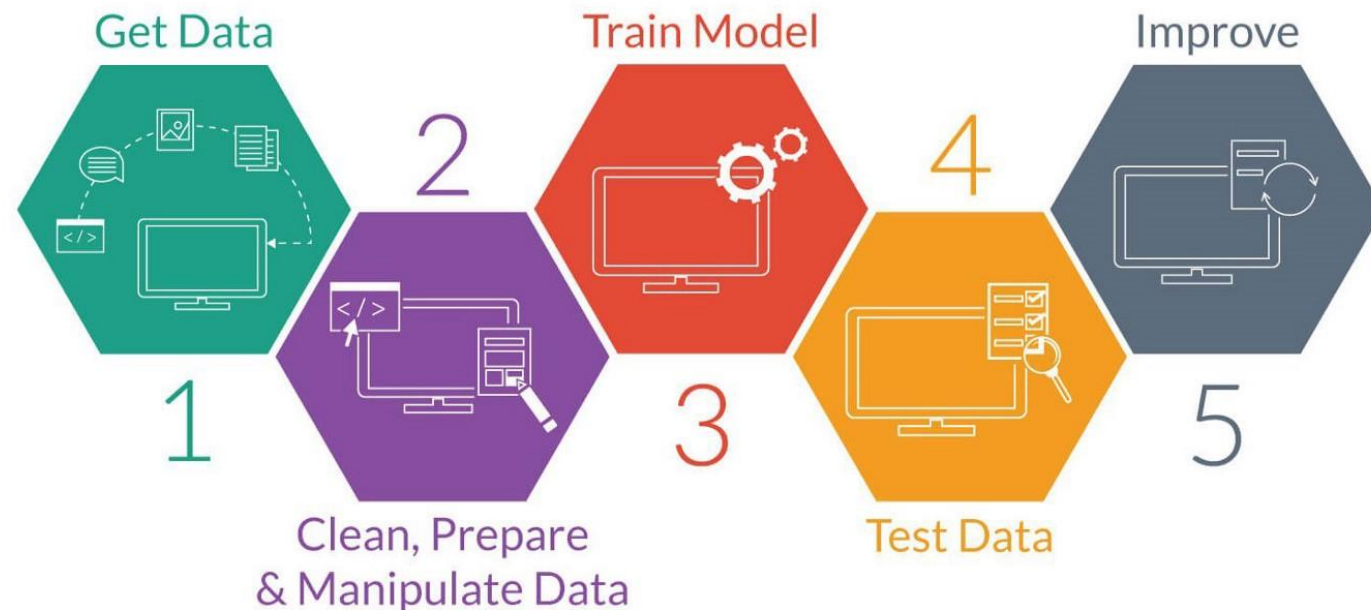 Get Data
1
2
Clean, Prepare
& Manipulate Data
Train Model
3
4
Test Data
Improve
5
</>
</>